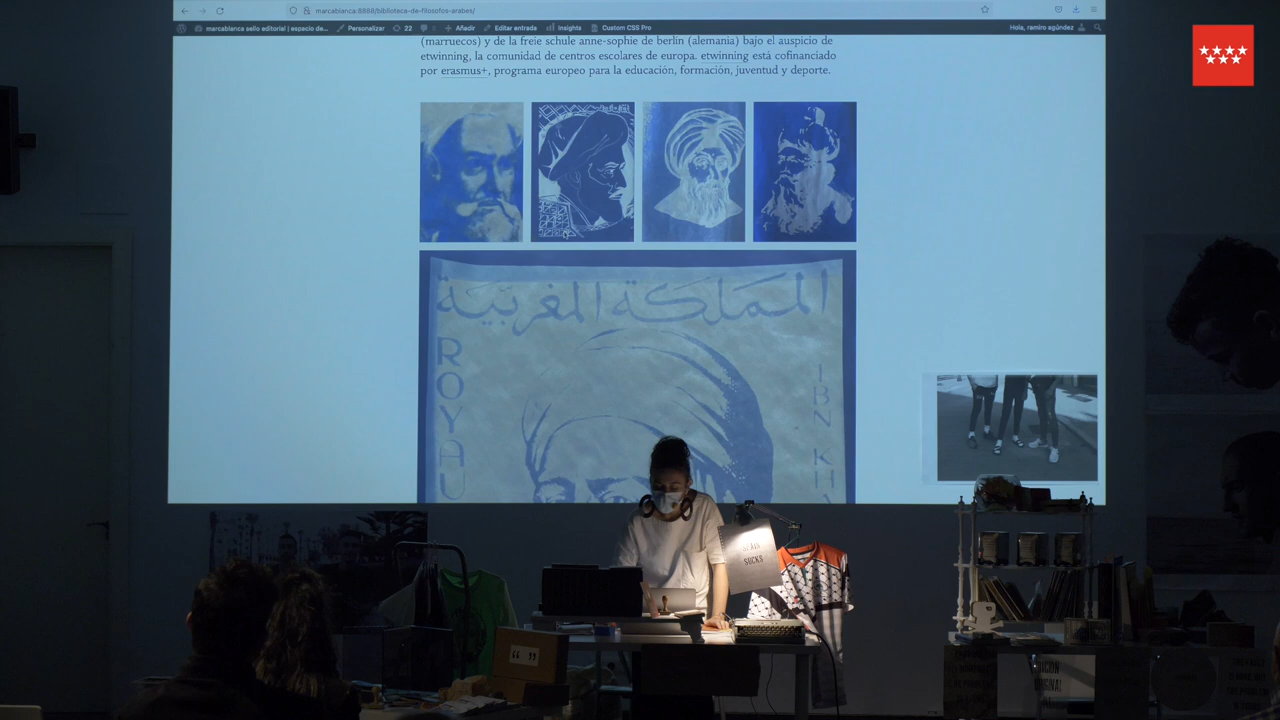 marcablanca:8888/biblioteca-de-filosofos-arabes/
marcablanca sello editorial | espacio de... Personalizar 22 Añadir Editar entrada Insights Custom CSS Pro Hola, ramiro agúndez
(marruecos) y de la freie schule anne-sophie de berlín (alemania) bajo el auspicio de
etwinning, la comunidad de centros escolares de europa. etwinning está cofinanciado
por erasmus+, programa europeo para la educación, formación, juventud y deporte.
المملكة المغربية
ROYAU
IBN KHA
SUCKS